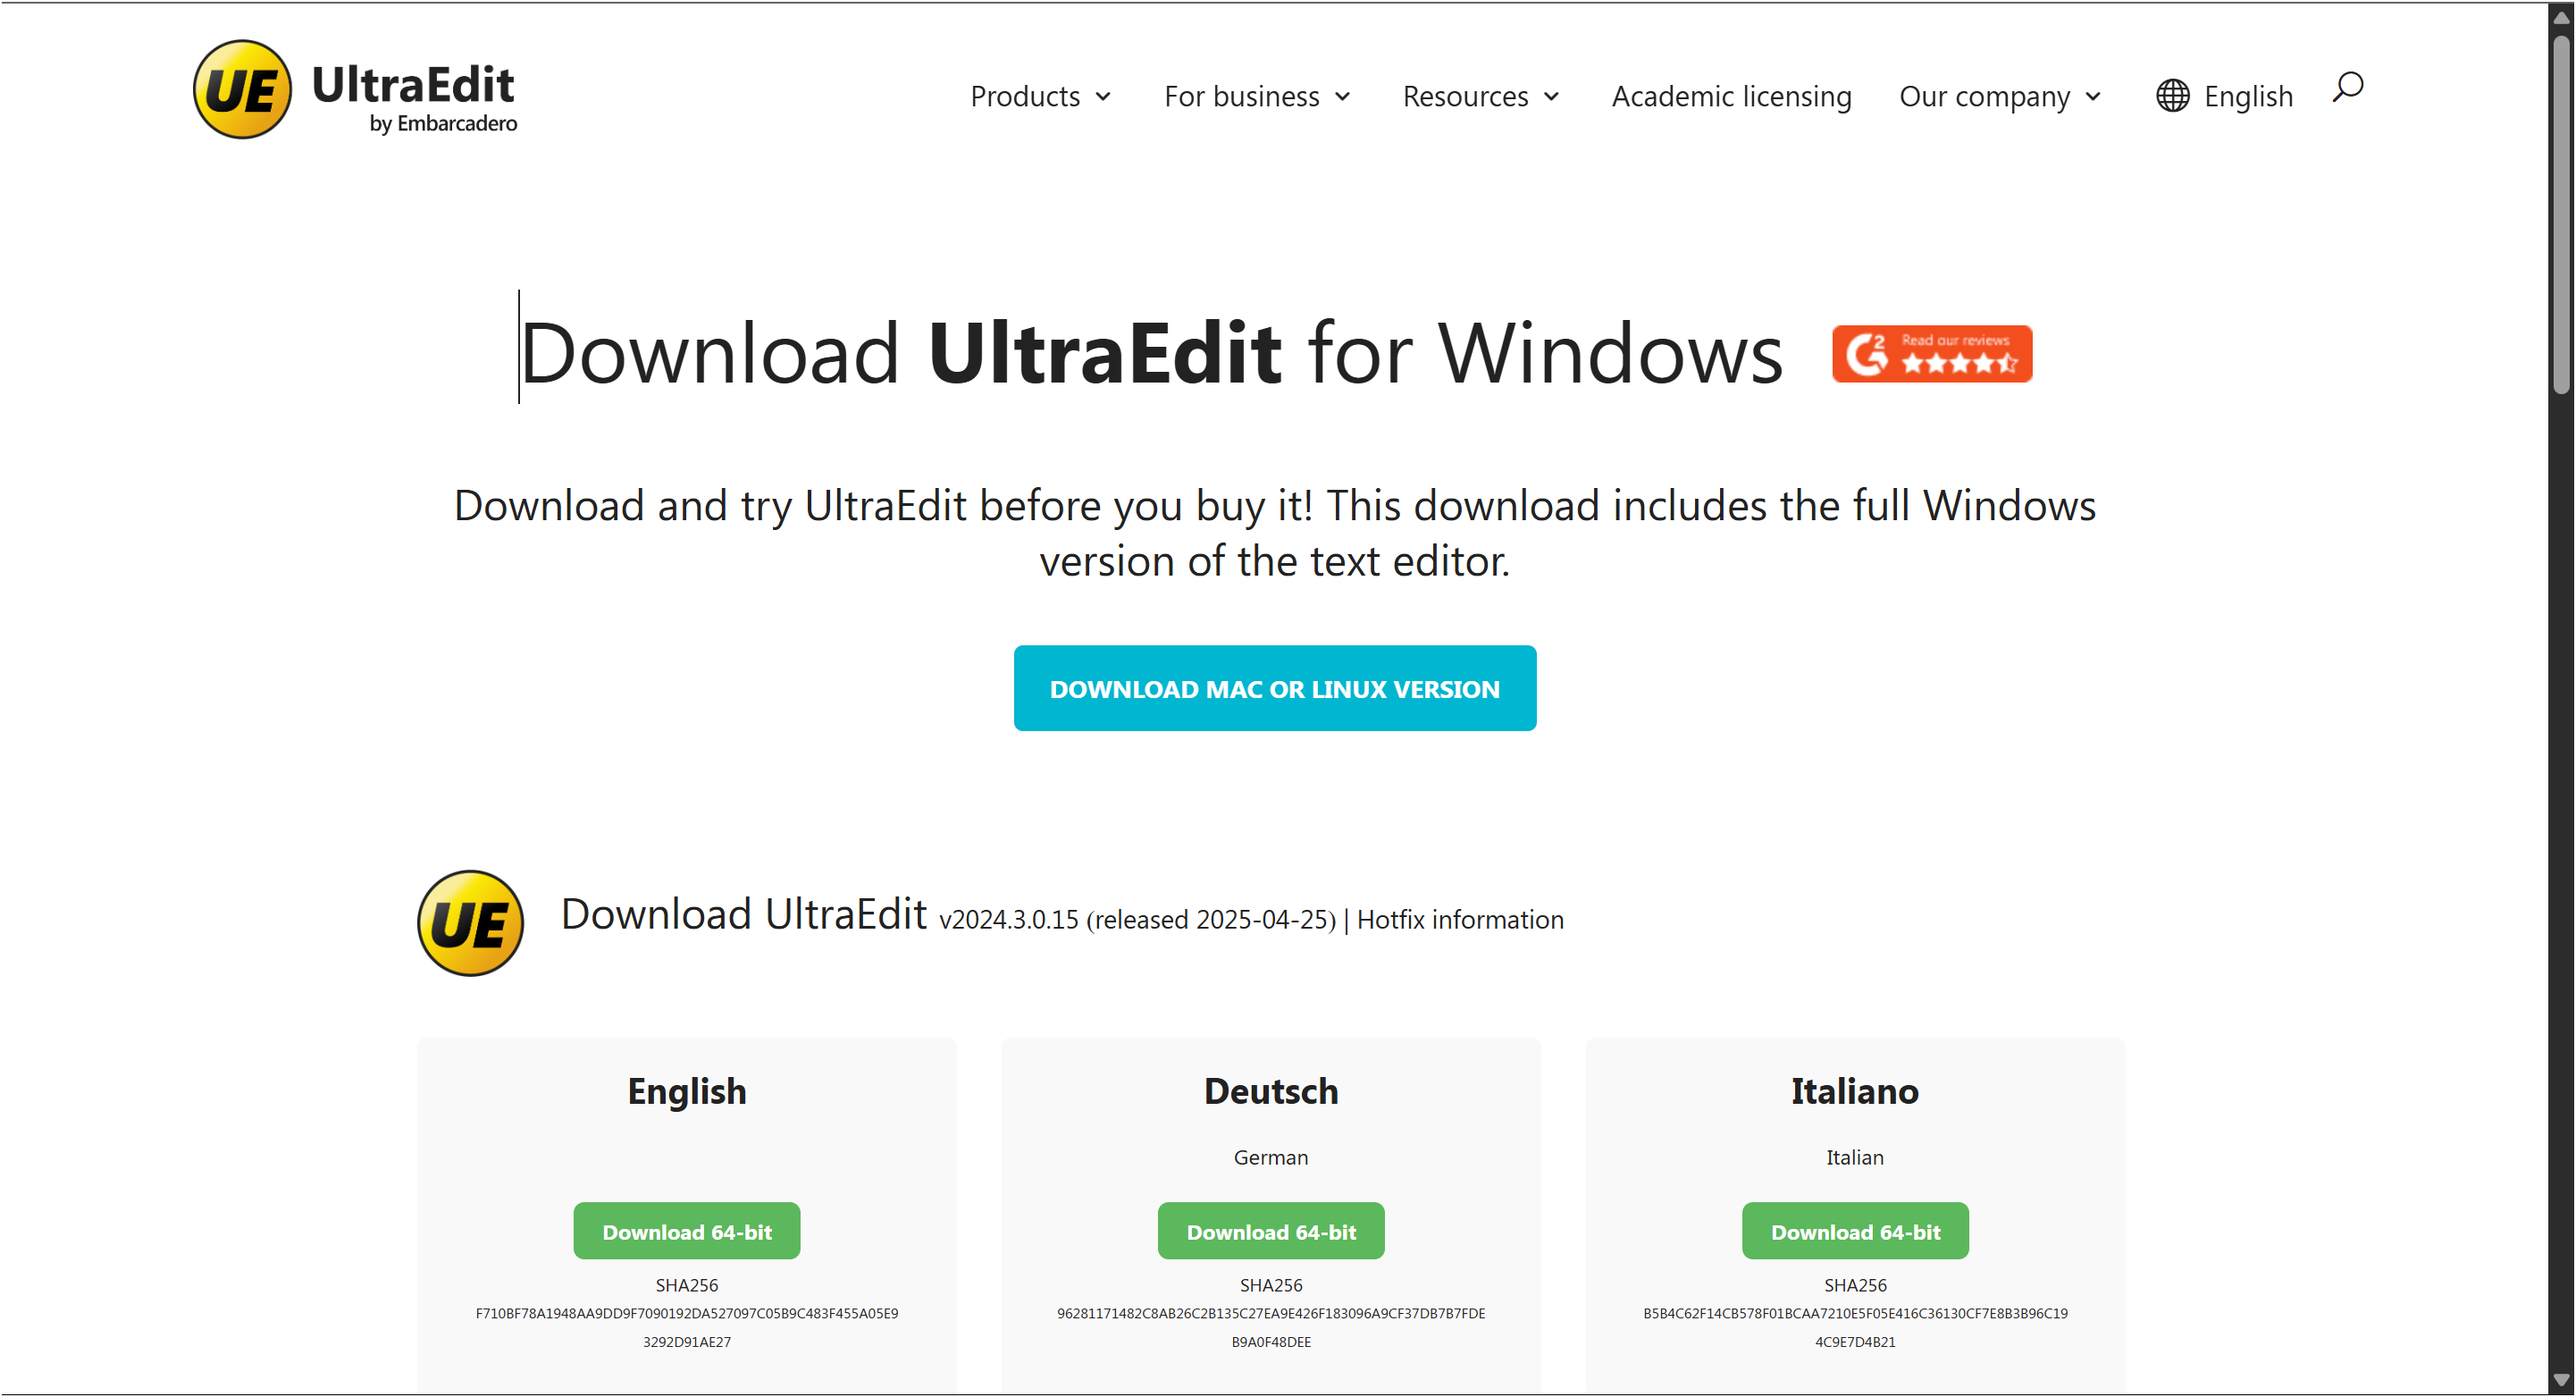 UE UltraEdit
by Embarcadero
Products For business Resources Academic licensing Our company English
Download UltraEdit for Windows
G2 Read our reviews
Download and try UltraEdit before you buy it! This download includes the full Windows
version of the text editor.
DOWNLOAD MAC OR LINUX VERSION
UE Download UltraEdit v2024.3.0.15 (released 2025-04-25) | Hotfix information
English
Download 64-bit
SHA256
F710BF78A1948AA9DD9F7090192DA527097C05B9C483F455A05E9
3292D91AE27
Deutsch
German
Download 64-bit
SHA256
96281171482C8AB26C2B135C27EA9E426F183096A9CF37DB7B7FDE
B9A0F48DEE
Italiano
Italian
Download 64-bit
SHA256
B5B4C62F14CB578F01BCAA7210E5F05E416C36130CF7E8B3B96C19
4C9E7D4B21